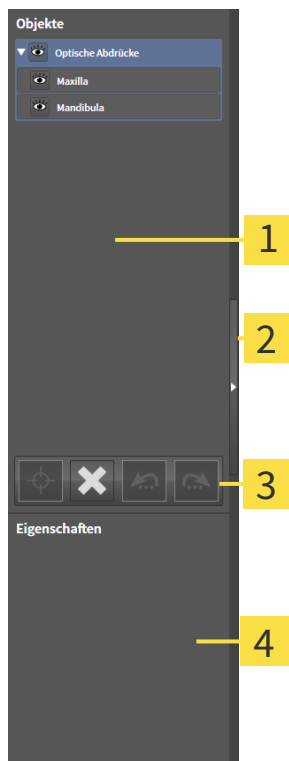 Objekte
Optische Abdrücke
Maxilla
Mandibula
1
2
3
Eigenschaften
4